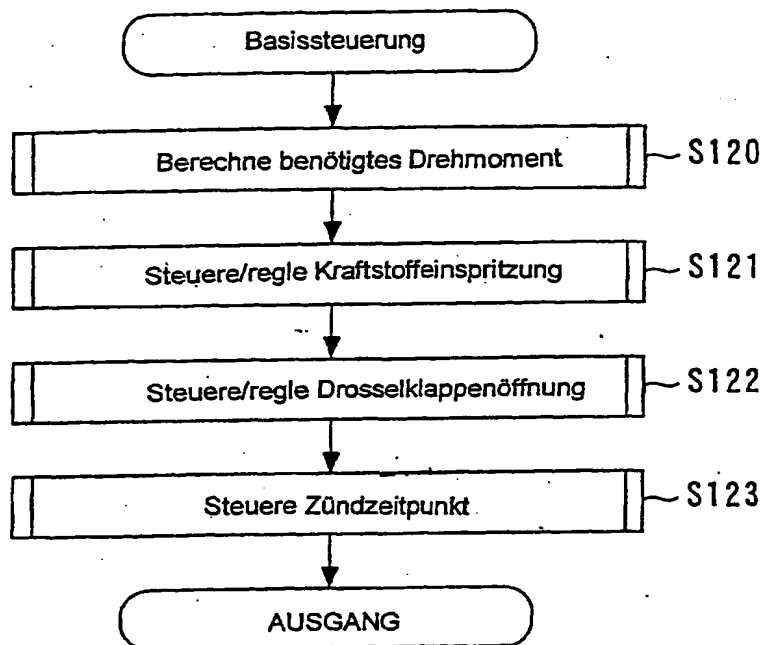 Basissteuerung
Berechne benötigtes Drehmoment
S120
Steuere/regle Kraftstoffeinspritzung
S121
Steuere/regle Drosselklappenöffnung
S122
Steuere Zündzeitpunkt
S123
AUSGANG